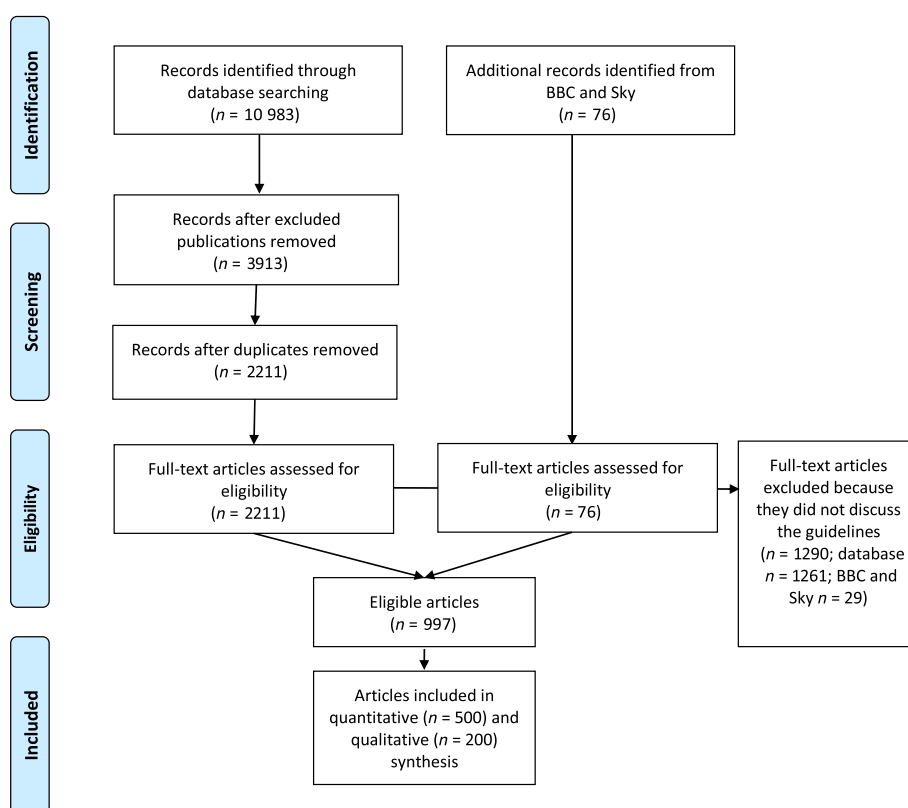 Identification
Records identified through
database searching
(n = 10 983)
Additional records identified from
BBC and Sky
(n = 76)
Screening
Records after excluded
publications removed
(n = 3913)
Records after duplicates removed
(n = 2211)
Eligibility
Full-text articles assessed for
eligibility
(n = 2211)
Full-text articles assessed for
eligibility
(n = 76)
Full-text articles
excluded because
they did not discuss
the guidelines
(n = 1290; database
n = 1261; BBC and
Sky n = 29)
Eligible articles
(n = 997)
Included
Articles included in
quantitative (n = 500) and
qualitative (n = 200)
synthesis